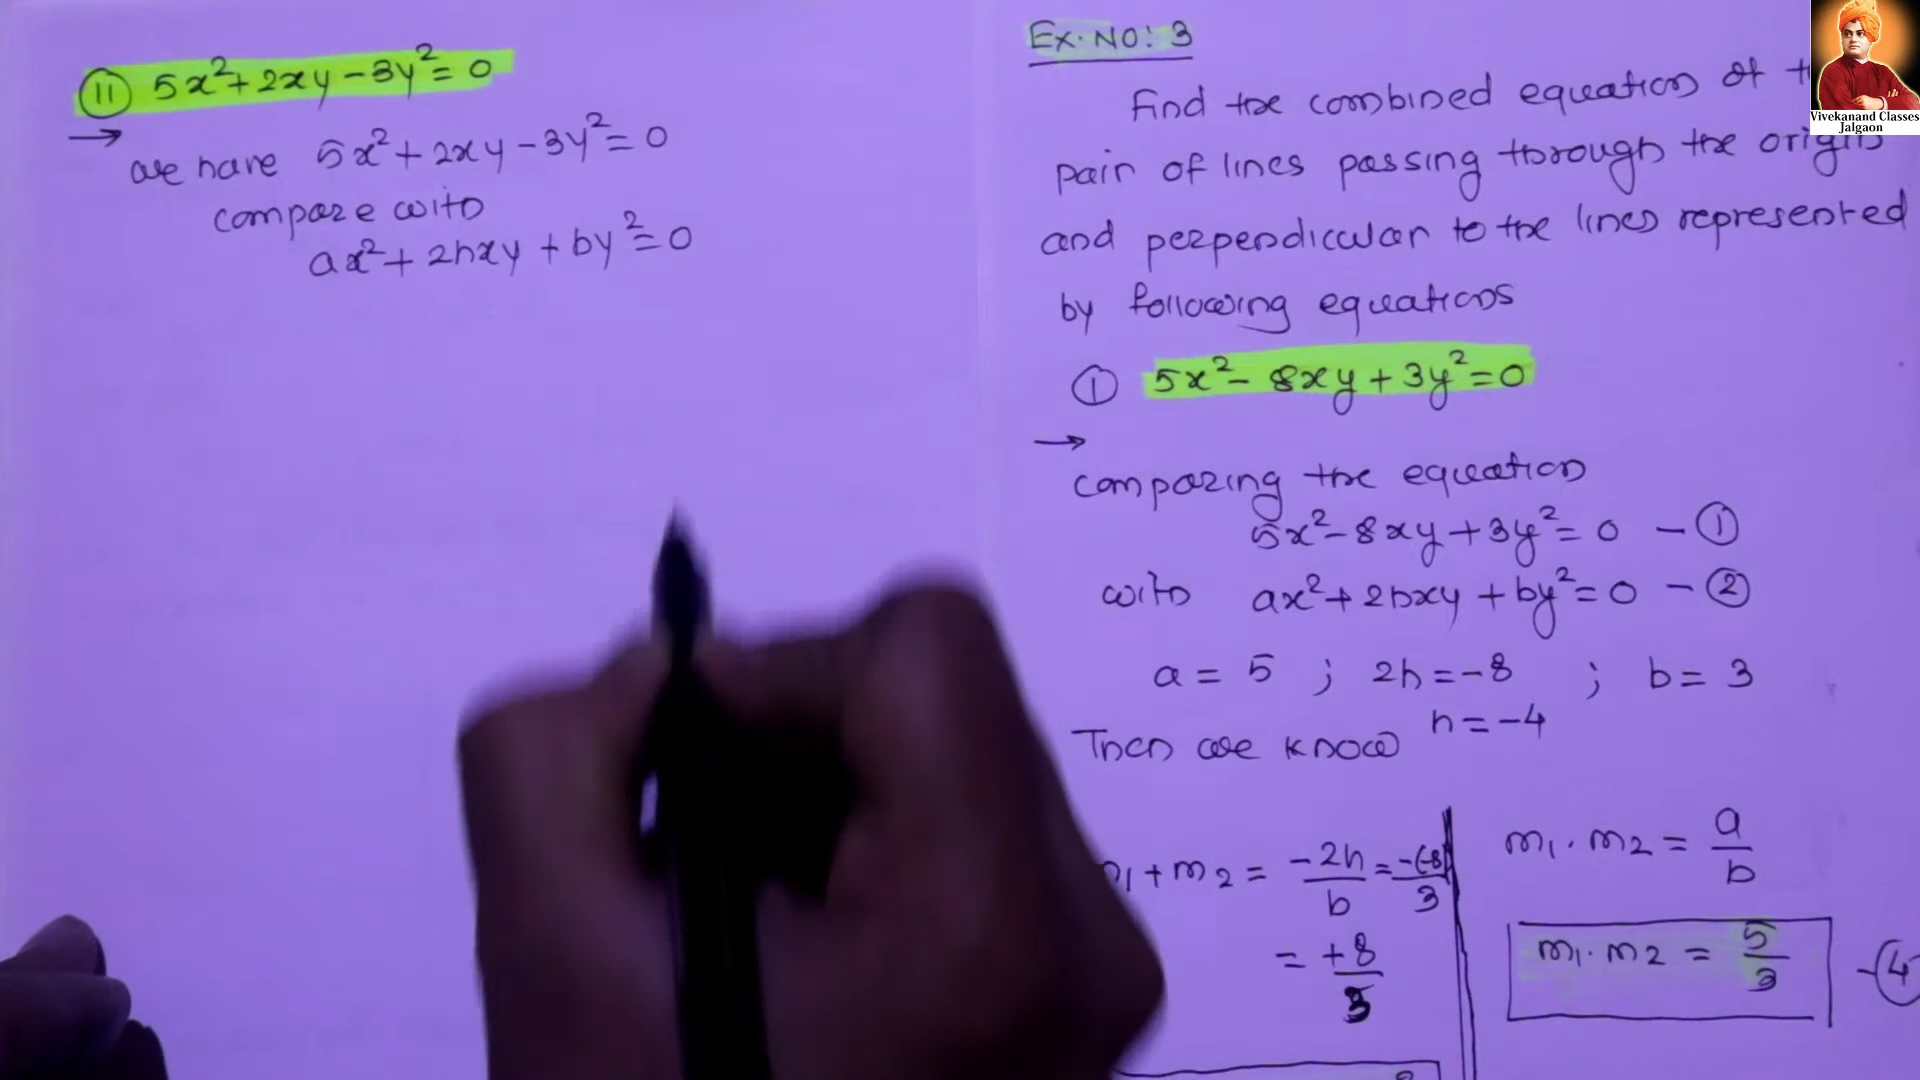 (11) 5x²+2xy-3y²=0
→
we have 5x²+2xy-3y²=0
compare with
ax²+2hxy+by²=0
Ex. NO: 3
Find the combined equation of
pair of lines passing through the origin
and perpendicular to the lines represented
by following equations
(1) 5x²-8xy+3y²=0
→
comparing the equation
5x²-8xy+3y²=0 -(1)
with ax²+2hxy+by²=0 -(2)
a = 5 ; 2h=-8 ; b= 3
h=-4
Then we know
+m2 = -2h/b = -(-8)/3
= +8/3
m1·m2 = a/b
m1·m2 = 5/3 -(4)
Vivekanand Classes
Jalgaon